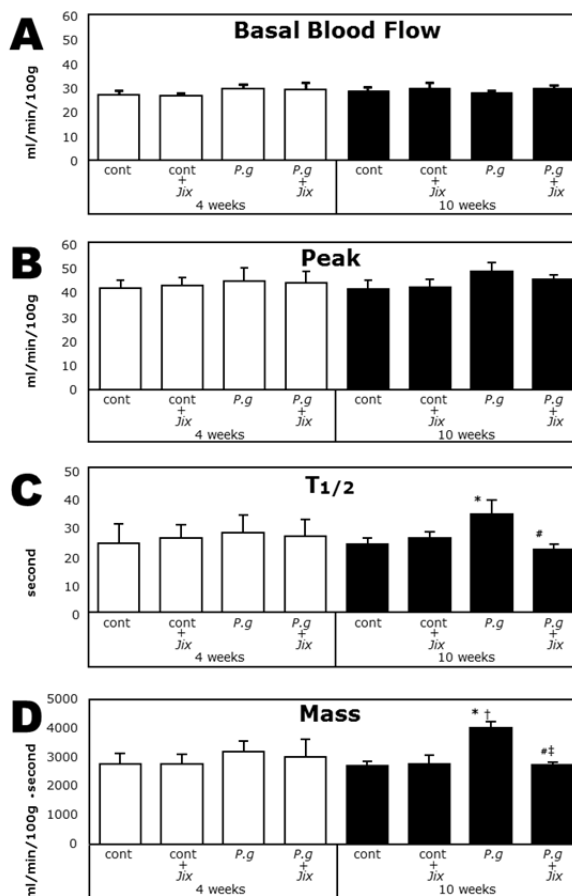 A
Basal Blood Flow
ml/min/100g
60
50
40
30
20
10
0
cont
cont + Jix
P.g
P.g + Jix
cont
cont + Jix
P.g
P.g + Jix
4 weeks
10 weeks
B
Peak
ml/min/100g
60
50
40
30
20
10
0
cont
cont + Jix
P.g
P.g + Jix
cont
cont + Jix
P.g
P.g + Jix
4 weeks
10 weeks
C
T1/2
second
50
40
30
20
10
0
* 
#
cont
cont + Jix
P.g
P.g + Jix
cont
cont + Jix
P.g
P.g + Jix
4 weeks
10 weeks
D
Mass
ml/min/100g •second
5000
4000
3000
2000
1000
0
* †
#‡
cont
cont + Jix
P.g
P.g + Jix
cont
cont + Jix
P.g
P.g + Jix
4 weeks
10 weeks